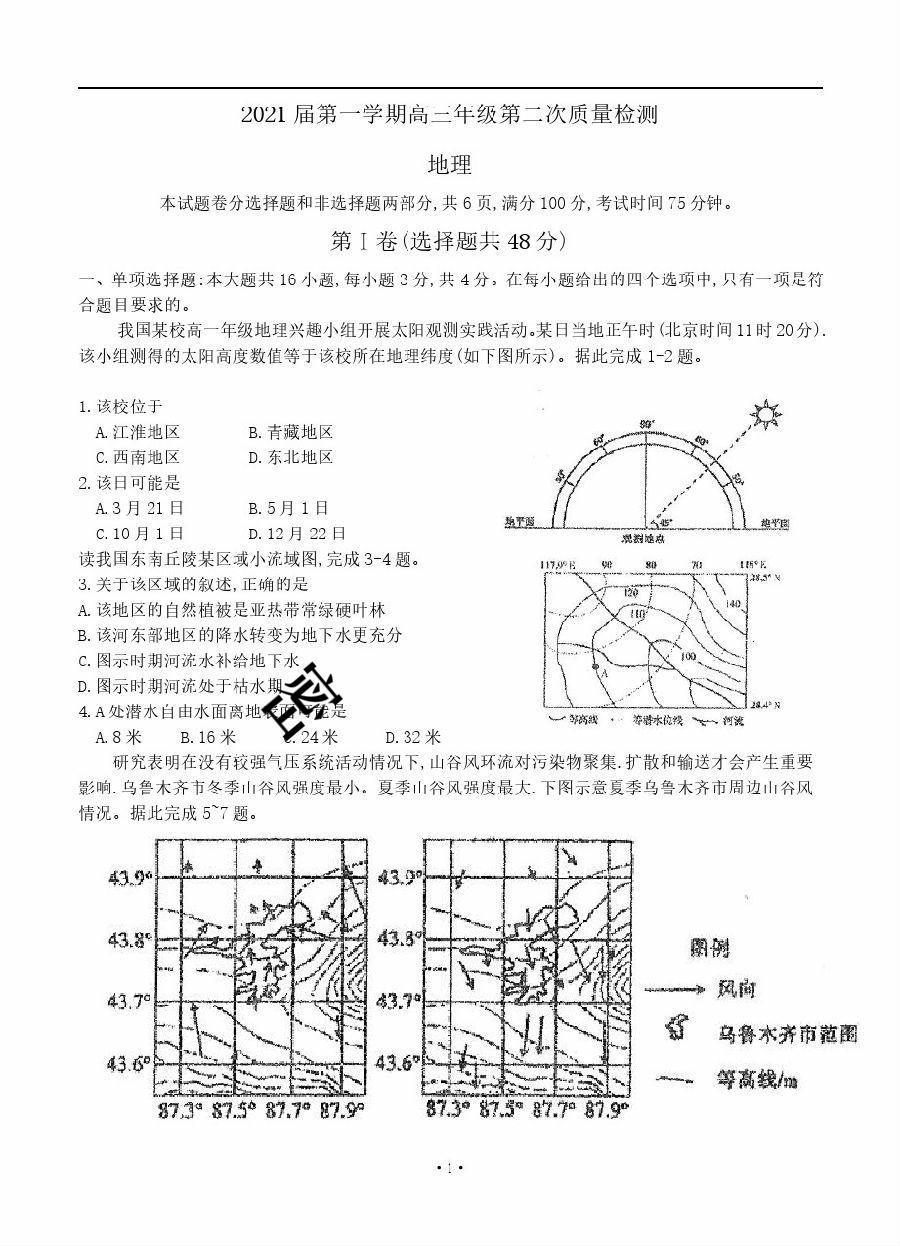 2021 届第一学期高三年级第二次质量检测
地理
本试题卷分选择题和非选择题两部分,共 6 页,满分 100 分,考试时间 75 分钟。
第 I 卷(选择题共 48 分)
一、单项选择题:本大题共 16 小题,每小题 3 分,共 4 分。在每小题给出的四个选项中,只有一项是符
合题目要求的。
我国某校高一年级地理兴趣小组开展太阳观测实践活动。某日当地正午时(北京时间 11 时 20 分).
该小组测得的太阳高度数值等于该校所在地地理纬度(如下图所示)。据此完成 1-2 题。
1. 该校位于
A. 江淮地区 B. 青藏地区
C. 西南地区 D. 东北地区
2. 该日可能是
A. 3 月 21 日 B. 5 月 1 日
C. 10 月 1 日 D. 12 月 22 日
30° 60° 90° 60° 30°
地平面 45° 地平面
观测地点
读我国东南丘陵某区域小流域图,完成 3-4 题。
3. 关于该区域的叙述,正确的是
A. 该地区的自然植被是亚热带常绿硬叶林
B. 该河东部地区的降水转变为地下水更充分
C. 图示时期河流水补给地下水
D. 图示时期河流处于枯水期
4. A 处潜水自由水面离地表面可能是
A. 8 米 B. 16 米 C. 24 米 D. 32 米
90 80 70 118° E
28.5° N
120
110
140
100
A
28.4° N
等高线 等潜水位线 河流
密
研究表明在没有较强气压系统活动情况下,山谷风环流对污染物聚集.扩散和输送才会产生重要
影响.乌鲁木齐市冬季山谷风强度最小。夏季山谷风强度最大.下图示意夏季乌鲁木齐市周边山谷风
情况。据此完成 5~7 题。
43.9°
43.8°
43.7°
43.6°
87.3° 87.5° 87.7° 87.9°
43.9°
43.8°
43.7°
43.6°
87.3° 87.5° 87.7° 87.9°
图例
风向
乌鲁木齐市范围
等高线/m
· 1 ·